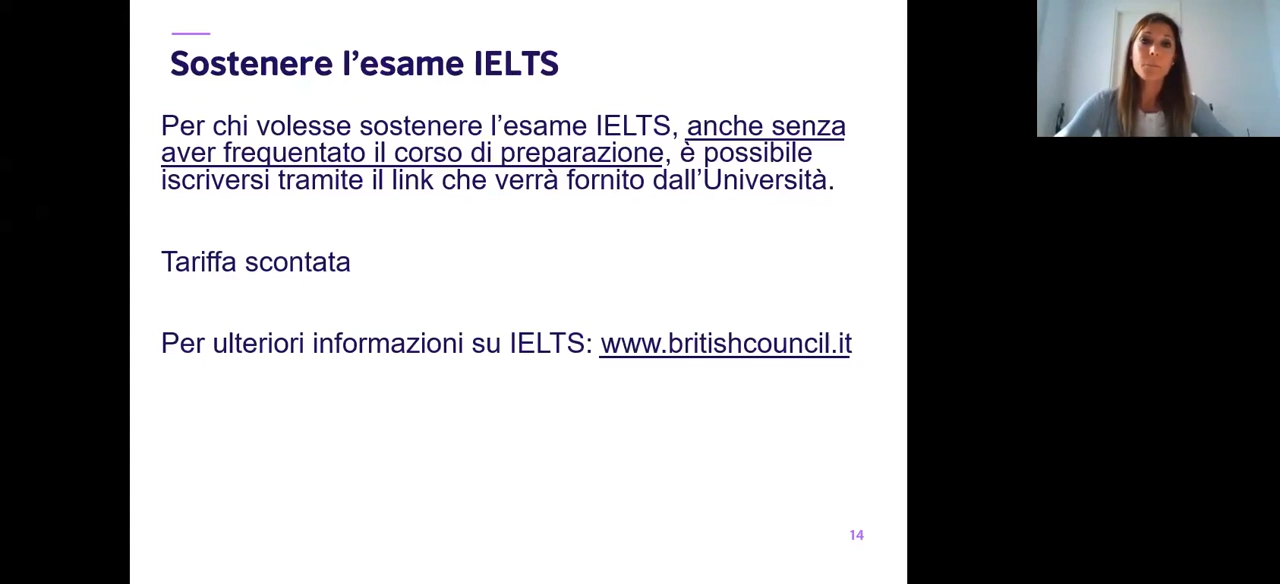 Sostenere l’esame IELTS
Per chi volesse sostenere l’esame IELTS, anche senza
aver frequentato il corso di preparazione, è possibile
iscriversi tramite il link che verrà fornito dall’Università.
Tariffa scontata
Per ulteriori informazioni su IELTS: www.britishcouncil.it
14